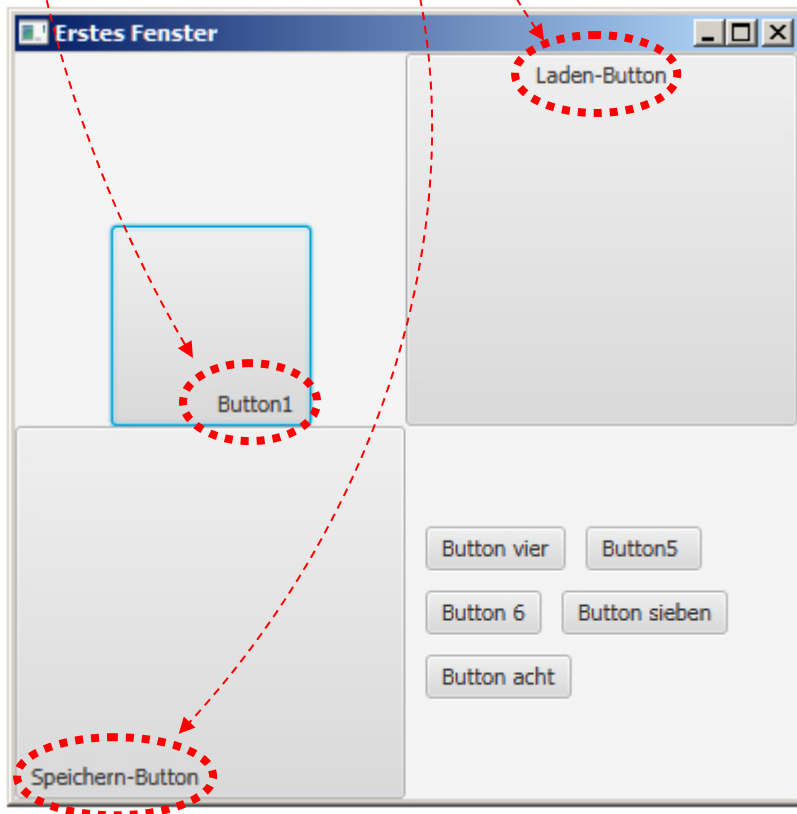 Erstes Fenster
Laden-Button
Button1
Button vier
Button5
Button 6
Button sieben
Button acht
Speichern-Button